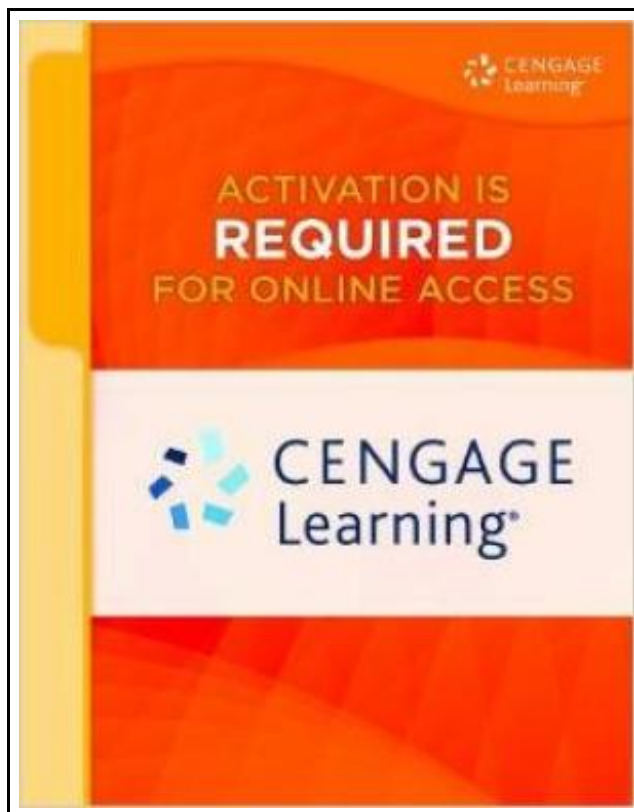 CENGAGE
Learning
ACTIVATION IS
REQUIRED
FOR ONLINE ACCESS
CENGAGE
Learning®